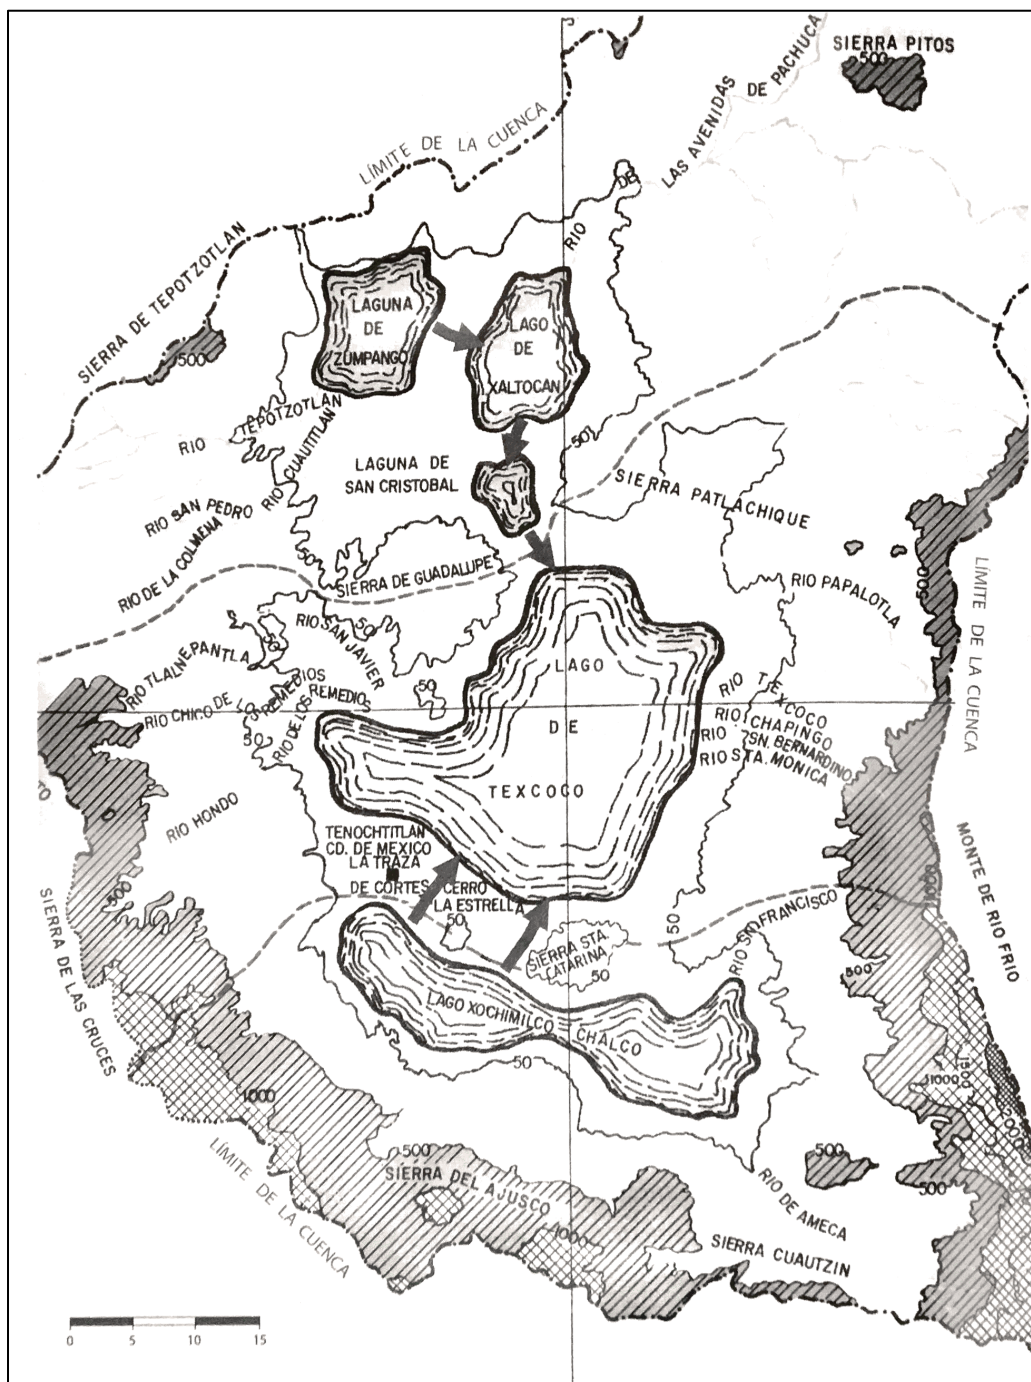 SIERRA PITOS
500
LAS AVENIDAS DE PACHUCA
RIO DE
LÍMITE DE LA CUENCA
SIERRA DE TEPOTZOTLAN
500
LAGUNA
DE
ZUMPANGO
LAGO
DE
XALTOCAN
RIO TEPOTZOTLAN
RIO CUAUTITLAN
50
LAGUNA DE
SAN CRISTOBAL
SIERRA PATLACHIQUE
RIO SAN PEDRO
RIO DE LA COLMENA
50
SIERRA DE GUADALUPE
RIO PAPALOTLA
500
LÍMITE DE LA CUENCA
RIO SAN JAVIER
50
50
RIO TLALNEPANTLA
50
RIO CHICO DE LOS REMEDIOS
RIO DE LOS REMEDIOS
50
LAGO
DE
TEXCOCO
RIO TEXCOCO
RIO CHAPINGO
RIO SN. BERNARDINO
RIO STA. MONICA
RIO HONDO
TENOCHTITLAN
CD. DE MEXICO
LA TRAZA
DE CORTES
CERRO
LA ESTRELLA
50
SIERRA STA.
CATARINA
50
50
RIO SN FRANCISCO
1000
MONTE DE RIO FRIO
500
SIERRA DE LAS CRUCES
500
LAGO XOCHIMILCO
CHALCO
50
1000
1500
2000
1000
LÍMITE DE LA CUENCA
500
SIERRA DEL AJUSCO
1000
500
500
RIO DE AMECA
SIERRA CUAUTZIN
0 5 10 15